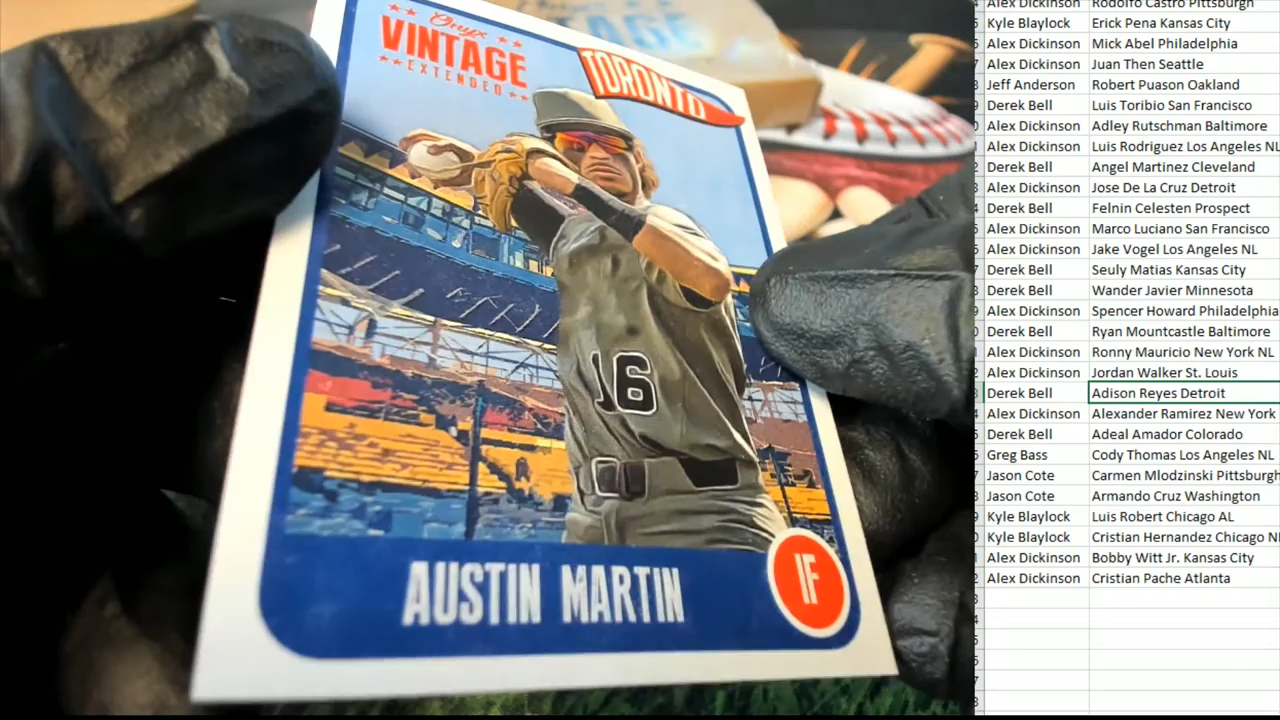 Onyx
VINTAGE
EXTENDED
TORONTO
16
AUSTIN MARTIN
IF
Alex Dickinson Rodolfo Castro Pittsburgh
Kyle Blaylock Erick Pena Kansas City
Alex Dickinson Mick Abel Philadelphia
Alex Dickinson Juan Then Seattle
Jeff Anderson Robert Puason Oakland
Derek Bell Luis Toribio San Francisco
Alex Dickinson Adley Rutschman Baltimore
Alex Dickinson Luis Rodriguez Los Angeles NL
Derek Bell Angel Martinez Cleveland
Alex Dickinson Jose De La Cruz Detroit
Derek Bell Felnin Celesten Prospect
Alex Dickinson Marco Luciano San Francisco
Alex Dickinson Jake Vogel Los Angeles NL
Derek Bell Seuly Matias Kansas City
Derek Bell Wander Javier Minnesota
Alex Dickinson Spencer Howard Philadelphia
Derek Bell Ryan Mountcastle Baltimore
Alex Dickinson Ronny Mauricio New York NL
Alex Dickinson Jordan Walker St. Louis
Derek Bell Adison Reyes Detroit
Alex Dickinson Alexander Ramirez New York
Derek Bell Adeal Amador Colorado
Greg Bass Cody Thomas Los Angeles NL
Jason Cote Carmen Mlodzinski Pittsburgh
Jason Cote Armando Cruz Washington
Kyle Blaylock Luis Robert Chicago AL
Kyle Blaylock Cristian Hernandez Chicago N
Alex Dickinson Bobby Witt Jr. Kansas City
Alex Dickinson Cristian Pache Atlanta